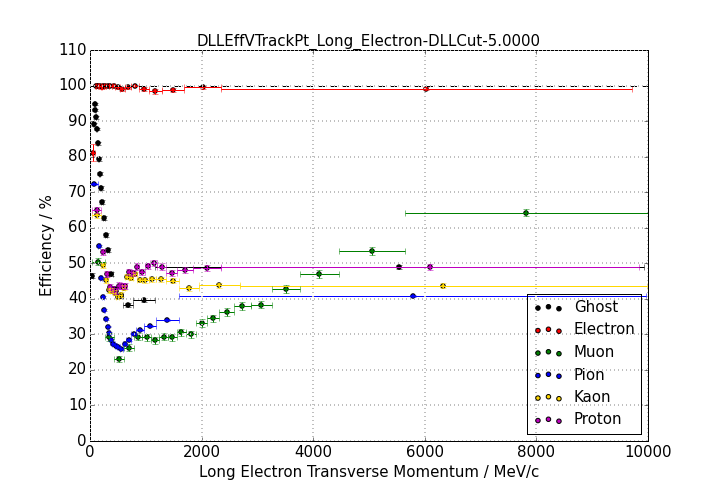 DLLEffVTrackPt_Long_Electron-DLLCut-5.0000
110
100
90
80
70
60
50
40
30
20
10
0
Efficiency / %
0
2000
4000
6000
8000
10000
Long Electron Transverse Momentum / MeV/c
Ghost
Electron
Muon
Pion
Kaon
Proton